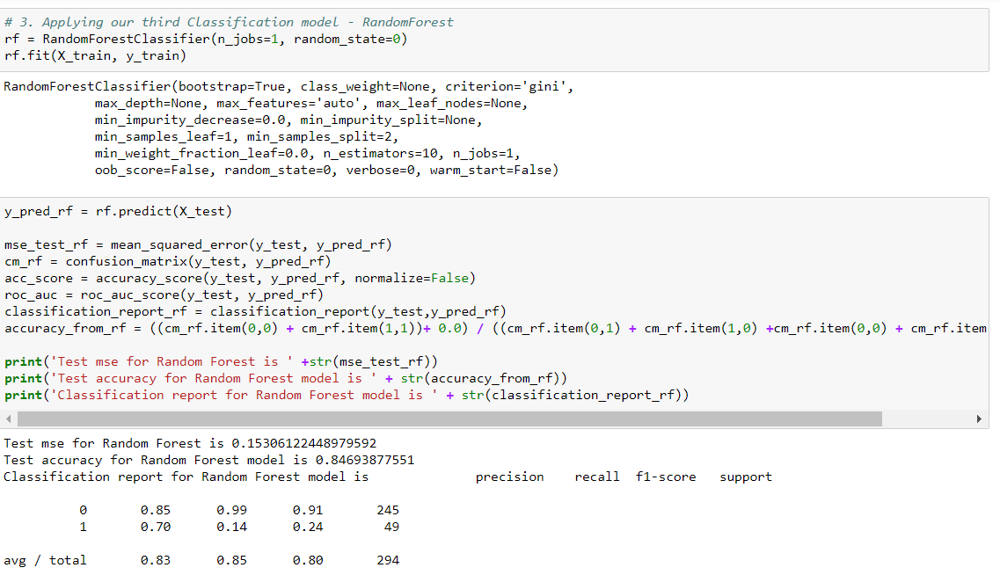 # 3. Applying our third Classification model - RandomForest
rf = RandomForestClassifier(n_jobs=1, random_state=0)
rf.fit(X_train, y_train)
RandomForestClassifier(bootstrap=True, class_weight=None, criterion='gini',
            max_depth=None, max_features='auto', max_leaf_nodes=None,
            min_impurity_decrease=0.0, min_impurity_split=None,
            min_samples_leaf=1, min_samples_split=2,
            min_weight_fraction_leaf=0.0, n_estimators=10, n_jobs=1,
            oob_score=False, random_state=0, verbose=0, warm_start=False)
y_pred_rf = rf.predict(X_test)
mse_test_rf = mean_squared_error(y_test, y_pred_rf)
cm_rf = confusion_matrix(y_test, y_pred_rf)
acc_score = accuracy_score(y_test, y_pred_rf, normalize=False)
roc_auc = roc_auc_score(y_test, y_pred_rf)
classification_report_rf = classification_report(y_test,y_pred_rf)
accuracy_from_rf = ((cm_rf.item(0,0) + cm_rf.item(1,1))+ 0.0) / ((cm_rf.item(0,1) + cm_rf.item(1,0) +cm_rf.item(0,0) + cm_rf.item
print('Test mse for Random Forest is ' +str(mse_test_rf))
print('Test accuracy for Random Forest model is ' + str(accuracy_from_rf))
print('Classification report for Random Forest model is ' + str(classification_report_rf))
Test mse for Random Forest is 0.15306122448979592
Test accuracy for Random Forest model is 0.84693877551
Classification report for Random Forest model is              precision    recall  f1-score   support
          0       0.85      0.99      0.91       245
          1       0.70      0.14      0.24        49
avg / total       0.83      0.85      0.80       294